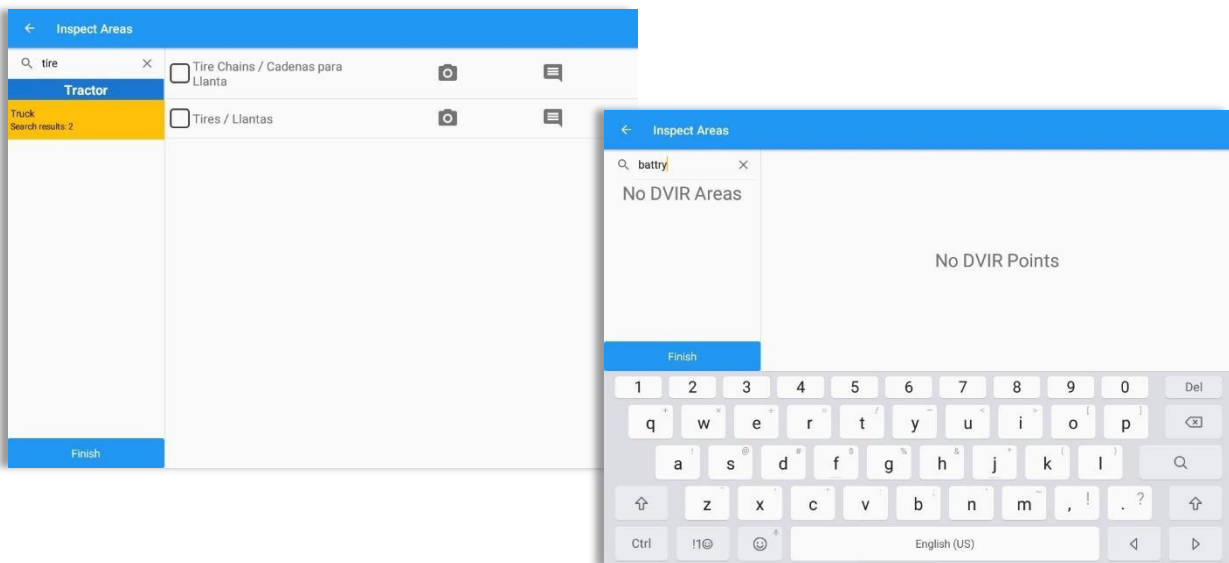 Inspect Areas
tire
Tractor
Truck
Search results: 2
Tire Chains / Cadenas para
Llanta
Tires / Llantas
Finish
Inspect Areas
battry
No DVIR Areas
No DVIR Points
Finish
1 2 3 4 5 6 7 8 9 0 Del
q w e r t y u i o p
a s d f g h j k l
z x c v b n m , ! . ?
Ctrl !1☺ English (US)